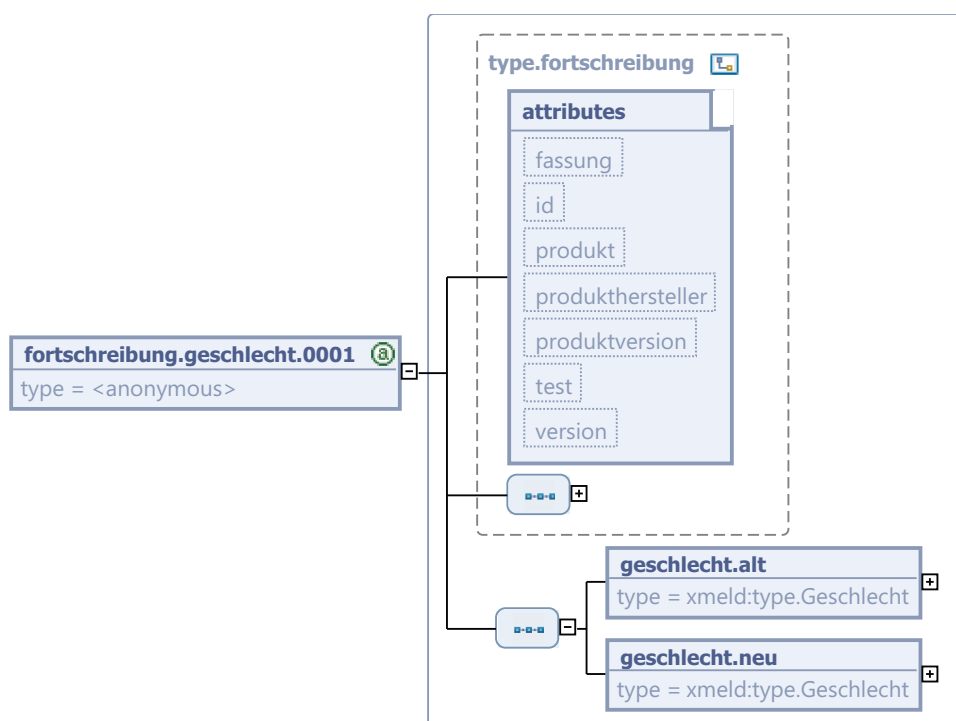 type.fortschreibung
attributes
fassung
id
produkt
produkthersteller
produktversion
test
version
fortschreibung.geschlecht.0001
type = <anonymous>
geschlecht.alt
type = xmeld:type.Geschlecht
geschlecht.neu
type = xmeld:type.Geschlecht